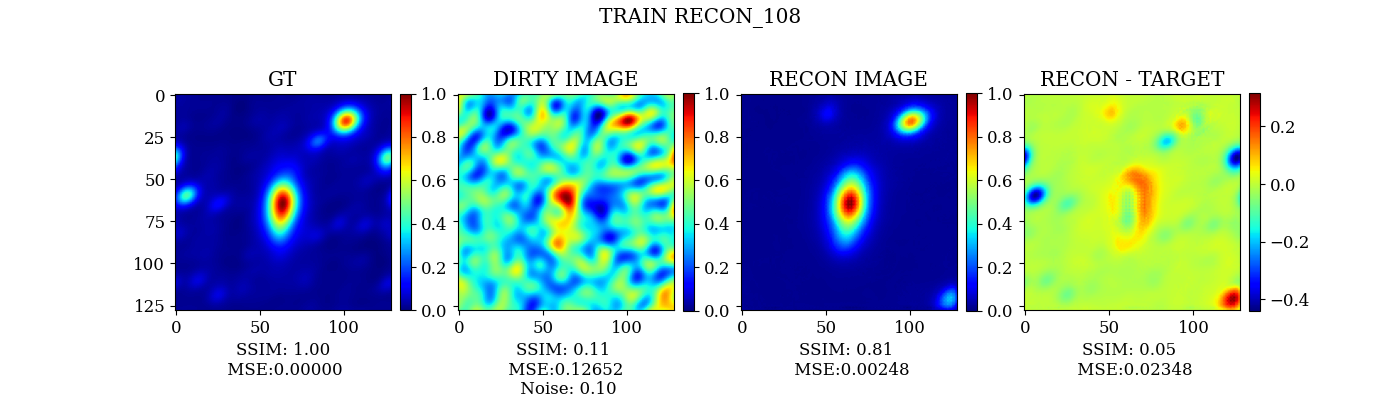 TRAIN RECON_108
GT
DIRTY IMAGE
RECON IMAGE
RECON - TARGET
0
25
50
75
100
125
0 50 100
1.0
0.8
0.6
0.4
0.2
0.0
0 50 100
1.0
0.8
0.6
0.4
0.2
0.0
0 50 100
1.0
0.8
0.6
0.4
0.2
0.0
0 50 100
0.2
0.0
−0.2
−0.4
SSIM: 1.00
MSE:0.00000
SSIM: 0.11
MSE:0.12652
Noise: 0.10
SSIM: 0.81
MSE:0.00248
SSIM: 0.05
MSE:0.02348